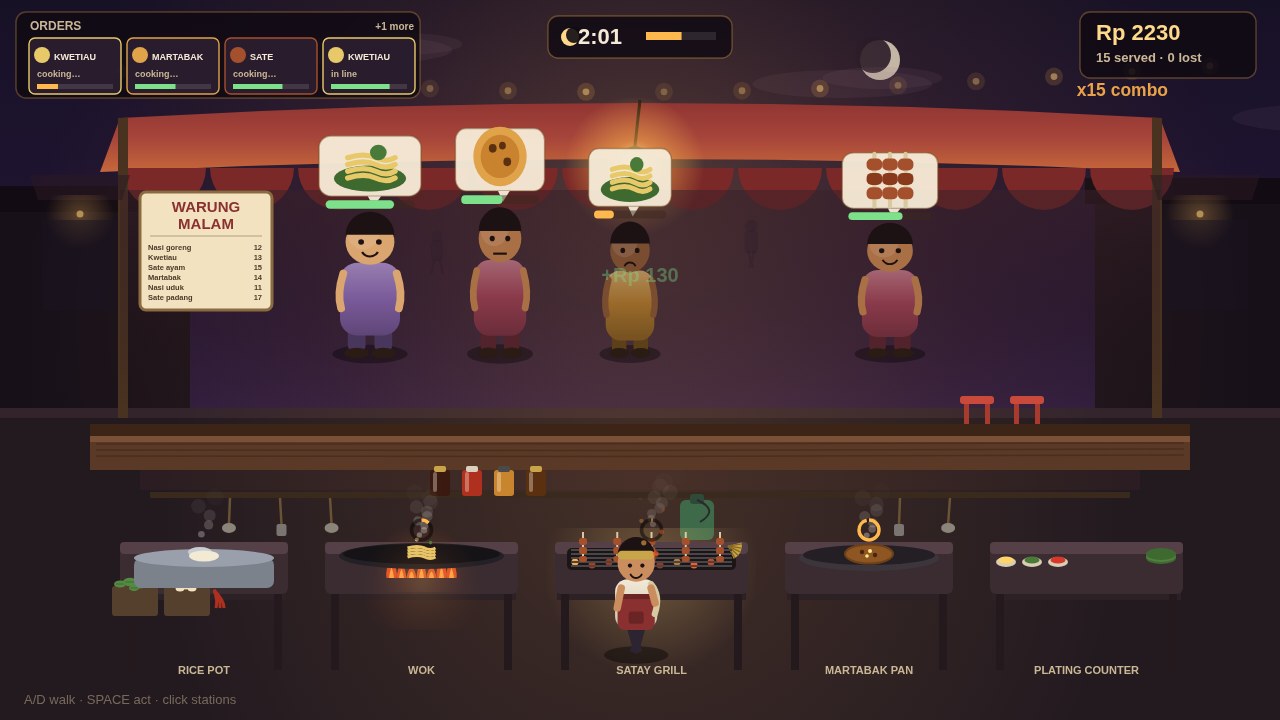 ORDERS
+1 more
KWETIAU
cooking…
MARTABAK
cooking…
SATE
cooking…
KWETIAU
in line
2:01
Rp 2230
15 served · 0 lost
x15 combo
WARUNG
MALAM
Nasi goreng 12
Kwetiau 13
Sate ayam 15
Martabak 14
Nasi uduk 11
Sate padang 17
+Rp 130
RICE POT
WOK
SATAY GRILL
MARTABAK PAN
PLATING COUNTER
A/D walk · SPACE act · click stations